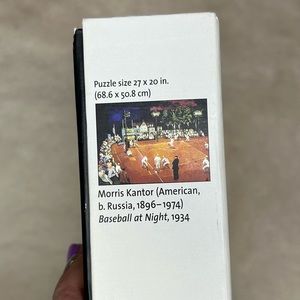 Puzzle size 27 x 20 in.
(68.6 x 50.8 cm)
Morris Kantor (American,
b. Russia, 1896–1974)
Baseball at Night, 1934